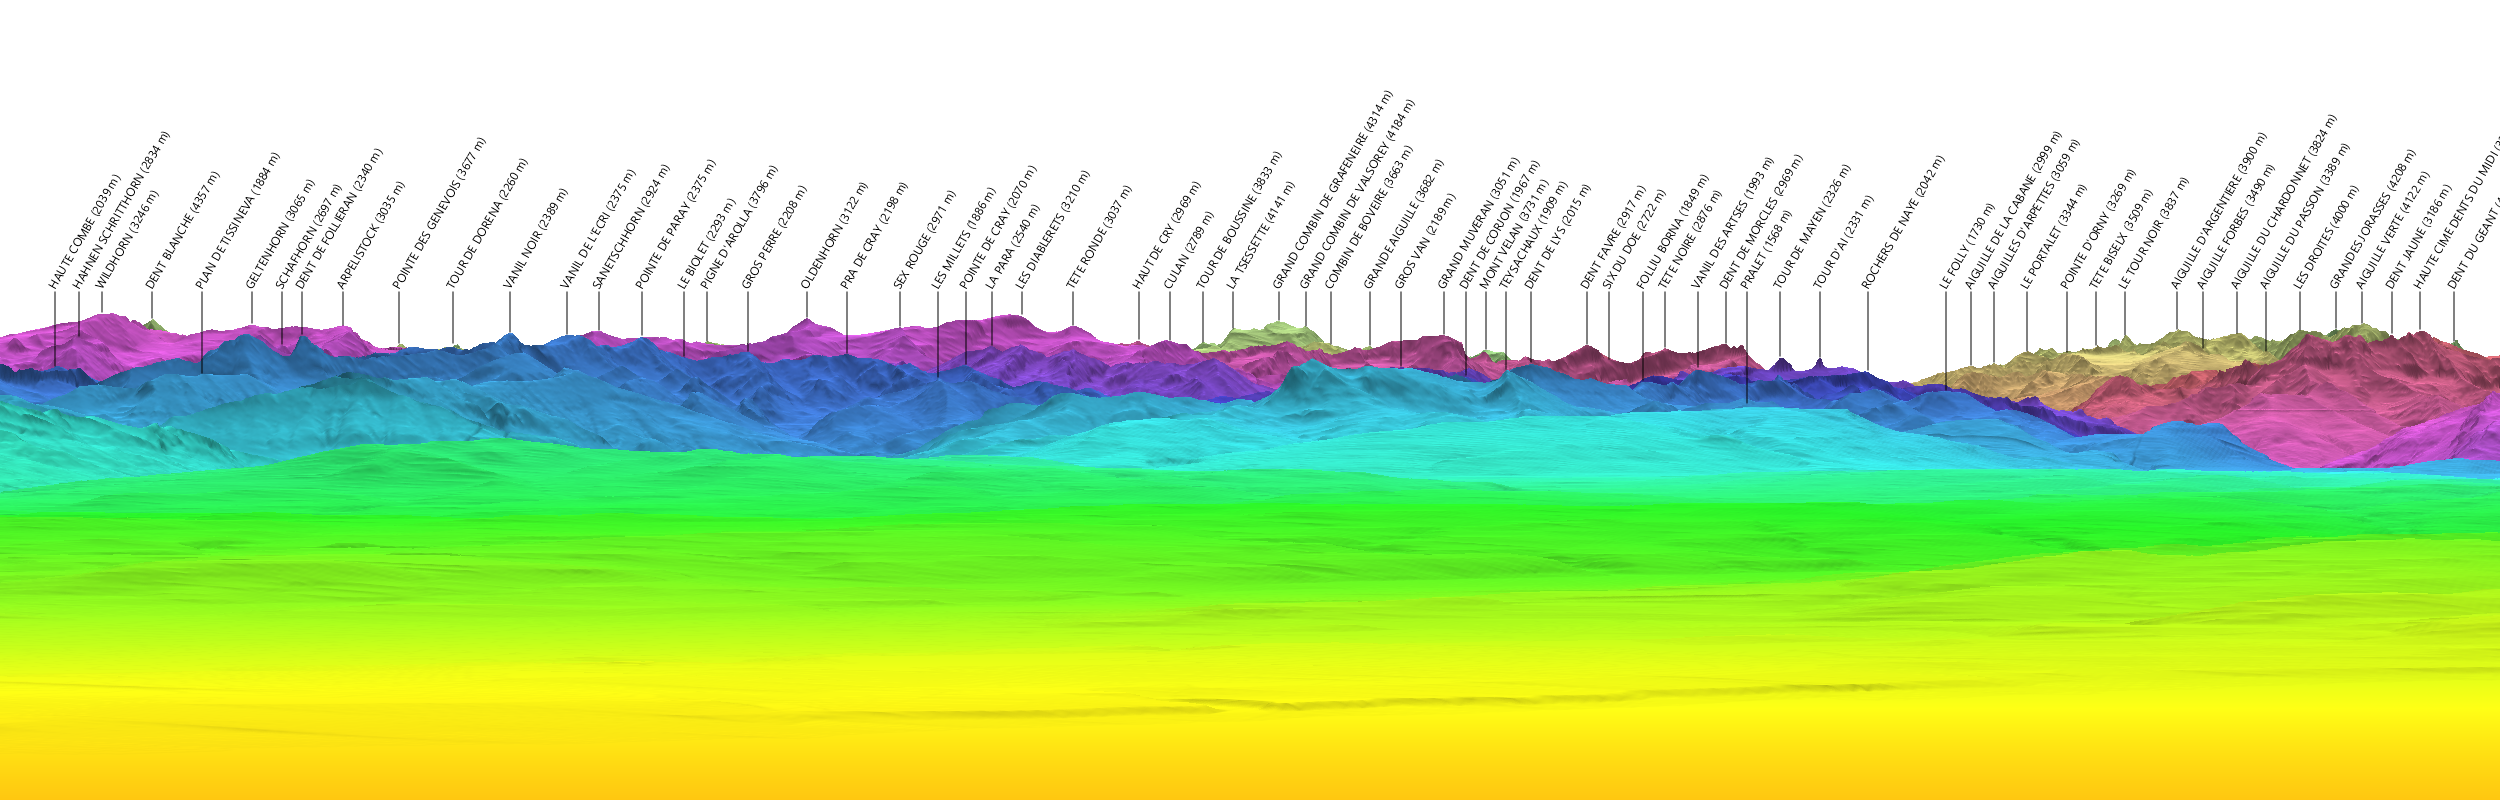 HAUTE COMBE (2039 m)
HAHNEN SCHRITTHORN (2834 m)
WILDHORN (3246 m)
DENT BLANCHE (4357 m)
PLAN DE TISSINEVA (1884 m)
GELTENHORN (3065 m)
SCHAFHORN (2697 m)
DENT DE FOLLIERAN (2340 m)
ARPELISTOCK (3035 m)
POINTE DES GENEVOIS (3677 m)
TOUR DE DORENA (2260 m)
VANIL NOIR (2389 m)
VANIL DE L'ECRI (2375 m)
SANETSCHHORN (2924 m)
POINTE DE PARAY (2375 m)
LE BIOLET (2293 m)
PIGNE D'AROLLA (3796 m)
GROS PERRE (2208 m)
OLDENHORN (3122 m)
PRA DE CRAY (2198 m)
SEX ROUGE (2971 m)
LES MILLETS (1886 m)
POINTE DE CRAY (2070 m)
LA PARA (2540 m)
LES DIABLERETS (3210 m)
TETE RONDE (3037 m)
HAUT DE CRY (2969 m)
CULAN (2789 m)
TOUR DE BOUSSINE (3833 m)
LA TSESSETTE (4141 m)
GRAND COMBIN DE GRAFFENEIRE (4314 m)
GRAND COMBIN DE VALSOREY (4184 m)
COMBIN DE BOVEIRE (3663 m)
GRANDE AIGUILLE (3682 m)
GROS VAN (2189 m)
GRAND MUVERAN (3051 m)
DENT DE CORJON (1967 m)
MONT VELAN (3731 m)
TEYSACHAUX (1909 m)
DENT DE LYS (2015 m)
DENT FAVRE (2917 m)
SIX DU DOE (2722 m)
FOLLIU BORNA (1849 m)
TETE NOIRE (2876 m)
VANIL DES ARTSES (1993 m)
DENT DE MORCLES (2969 m)
PRALET (1568 m)
TOUR DE MAYEN (2326 m)
TOUR D'AI (2331 m)
ROCHERS DE NAYE (2042 m)
LE FOLLY (1730 m)
AIGUILLE DE LA CABANE (2999 m)
AIGUILLES D'ARPETTES (3059 m)
LE PORTALET (3344 m)
POINTE D'ORNY (3269 m)
TETE BISELX (3509 m)
LE TOUR NOIR (3837 m)
AIGUILLE D'ARGENTIERE (3900 m)
AIGUILLE FORBES (3490 m)
AIGUILLE DU CHARDONNET (3824 m)
AIGUILLE DU PASSON (3389 m)
LES DROITES (4000 m)
GRANDES JORASSES (4208 m)
AIGUILLE VERTE (4122 m)
DENT JAUNE (3186 m)
HAUTE CIME DENTS DU MIDI
DENT DU GEANT